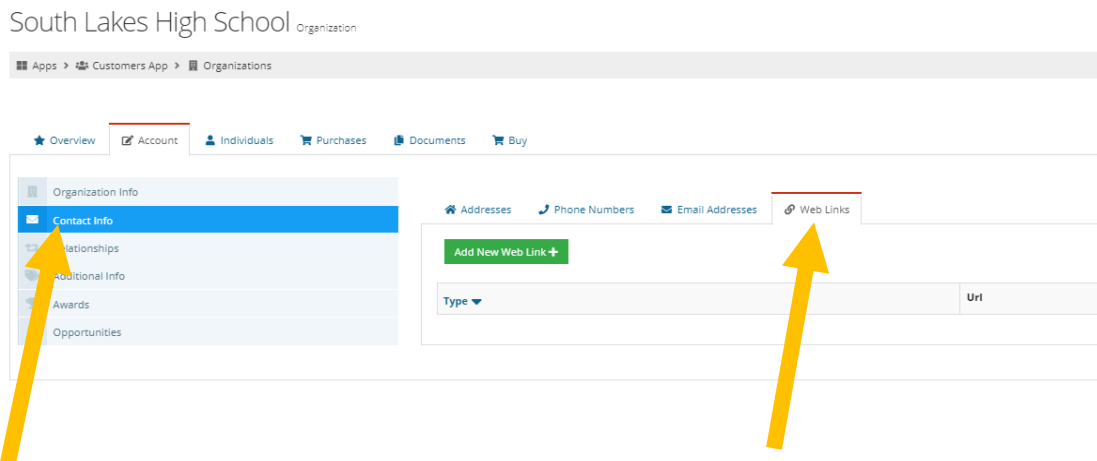 South Lakes High School Organization
Apps > Customers App > Organizations
Overview Account Individuals Purchases Documents Buy
Organization Info
Contact Info
Relationships
Additional Info
Awards
Opportunities
Addresses Phone Numbers Email Addresses Web Links
Add New Web Link +
Type Url